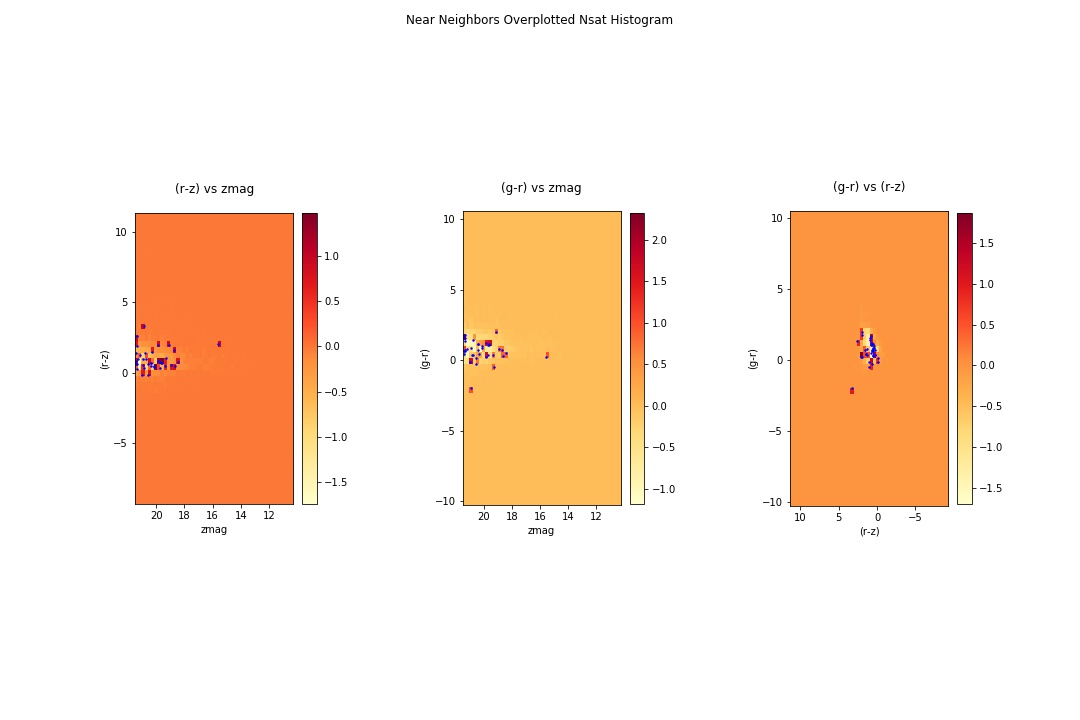 Near Neighbors Overplotted Nsat Histogram
(r-z) vs zmag
10
5
0
−5
(r-z)
20 18 16 14 12
zmag
1.0
0.5
0.0
−0.5
−1.0
−1.5
(g-r) vs zmag
10
5
0
−5
−10
(g-r)
20 18 16 14 12
zmag
2.0
1.5
1.0
0.5
0.0
−0.5
−1.0
(g-r) vs (r-z)
10
5
0
−5
−10
(g-r)
10 5 0 −5
(r-z)
1.5
1.0
0.5
0.0
−0.5
−1.0
−1.5